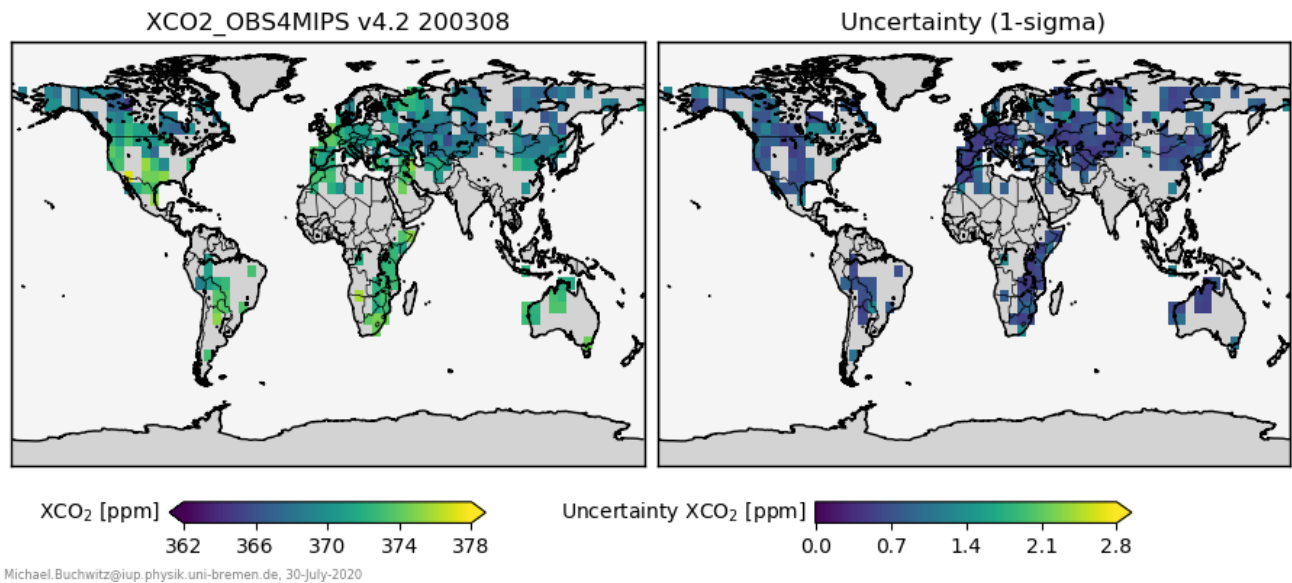 XCO2_OBS4MIPS v4.2 200308
Uncertainty (1-sigma)
XCO₂ [ppm]
362 366 370 374 378
Uncertainty XCO₂ [ppm]
0.0 0.7 1.4 2.1 2.8
Michael.Buchwitz@iup.physik.uni-bremen.de, 30-July-2020